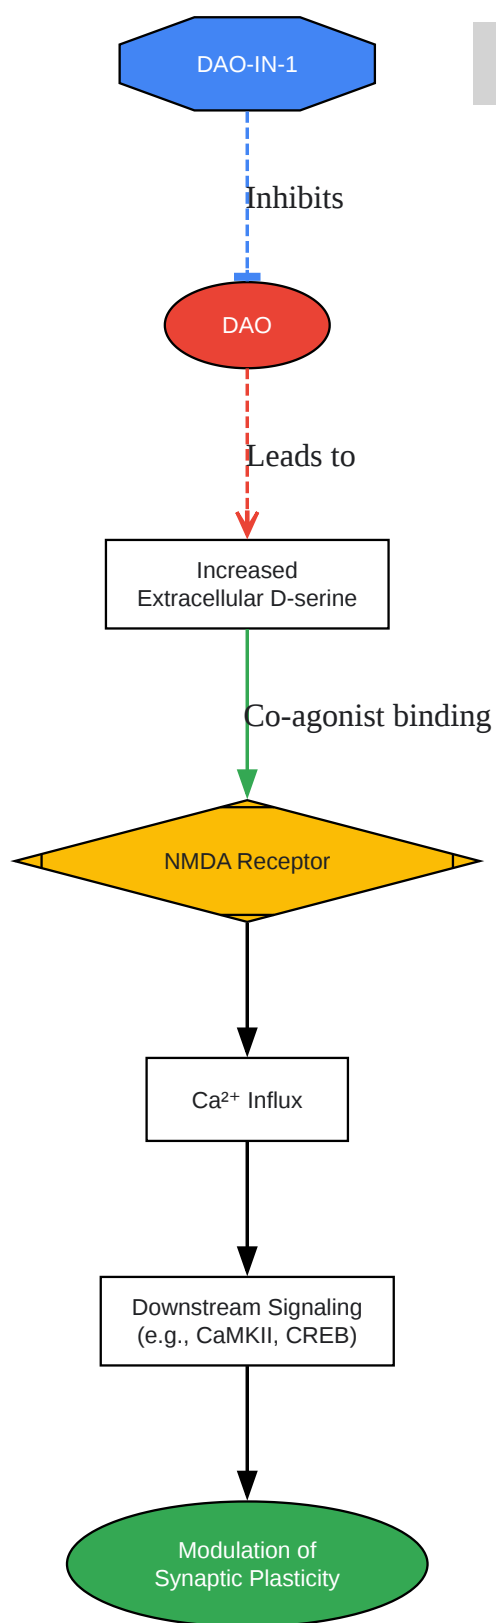 DAO-IN-1
Inhibits
DAO
Leads to
Increased
Extracellular D-serine
Co-agonist binding
NMDA Receptor
Ca²⁺ Influx
Downstream Signaling
(e.g., CaMKII, CREB)
Modulation of
Synaptic Plasticity